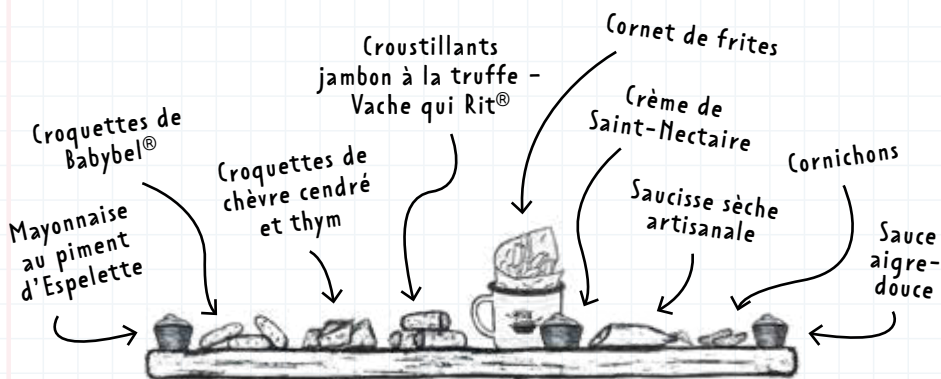 Cornet de frites
Croustillants
jambon à la truffe –
Vache qui Rit®
Crème de
Saint-Nectaire
Croquettes de
Babybel®
Croquettes de
chèvre cendré
et thym
Cornichons
Saucisse sèche
artisanale
Mayonnaise
au piment
d'Espelette
Sauce
aigre-
douce